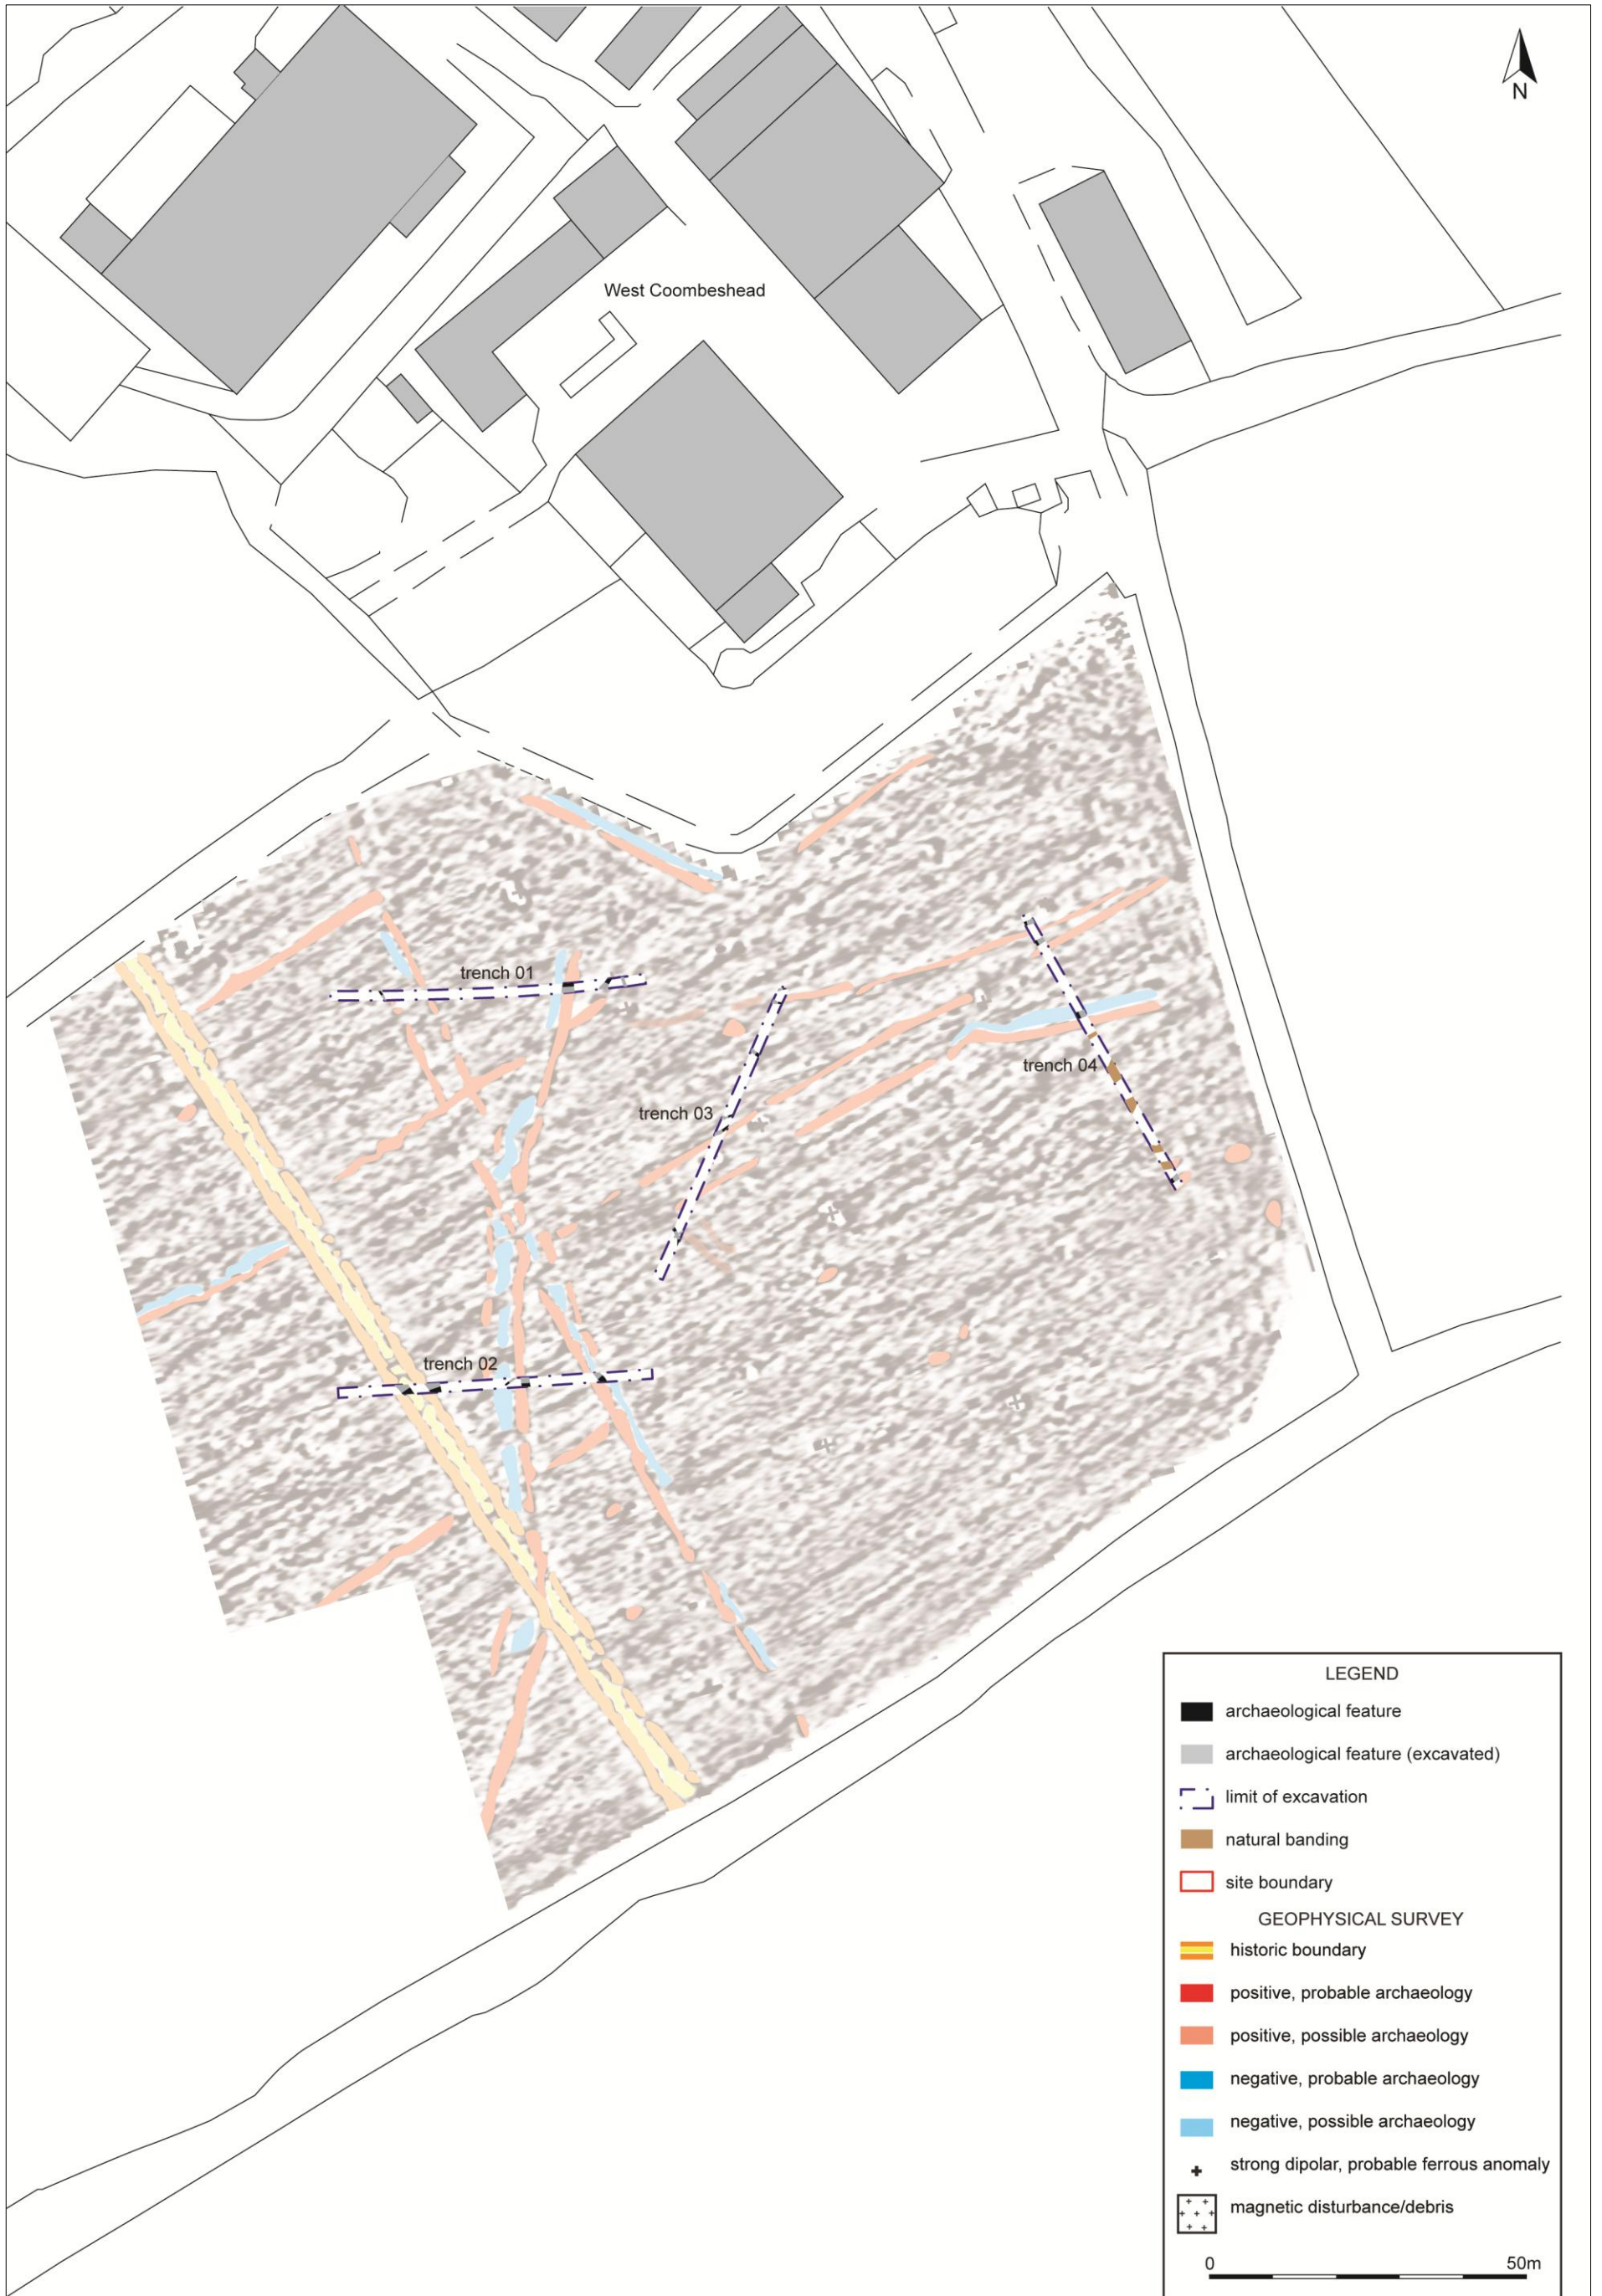 N
West Coombeshead
trench 01
trench 04
trench 03
trench 02
LEGEND
archaeological feature
archaeological feature (excavated)
limit of excavation
natural banding
site boundary
GEOPHYSICAL SURVEY
historic boundary
positive, probable archaeology
positive, possible archaeology
negative, probable archaeology
negative, possible archaeology
strong dipolar, probable ferrous anomaly
magnetic disturbance/debris
0 50m